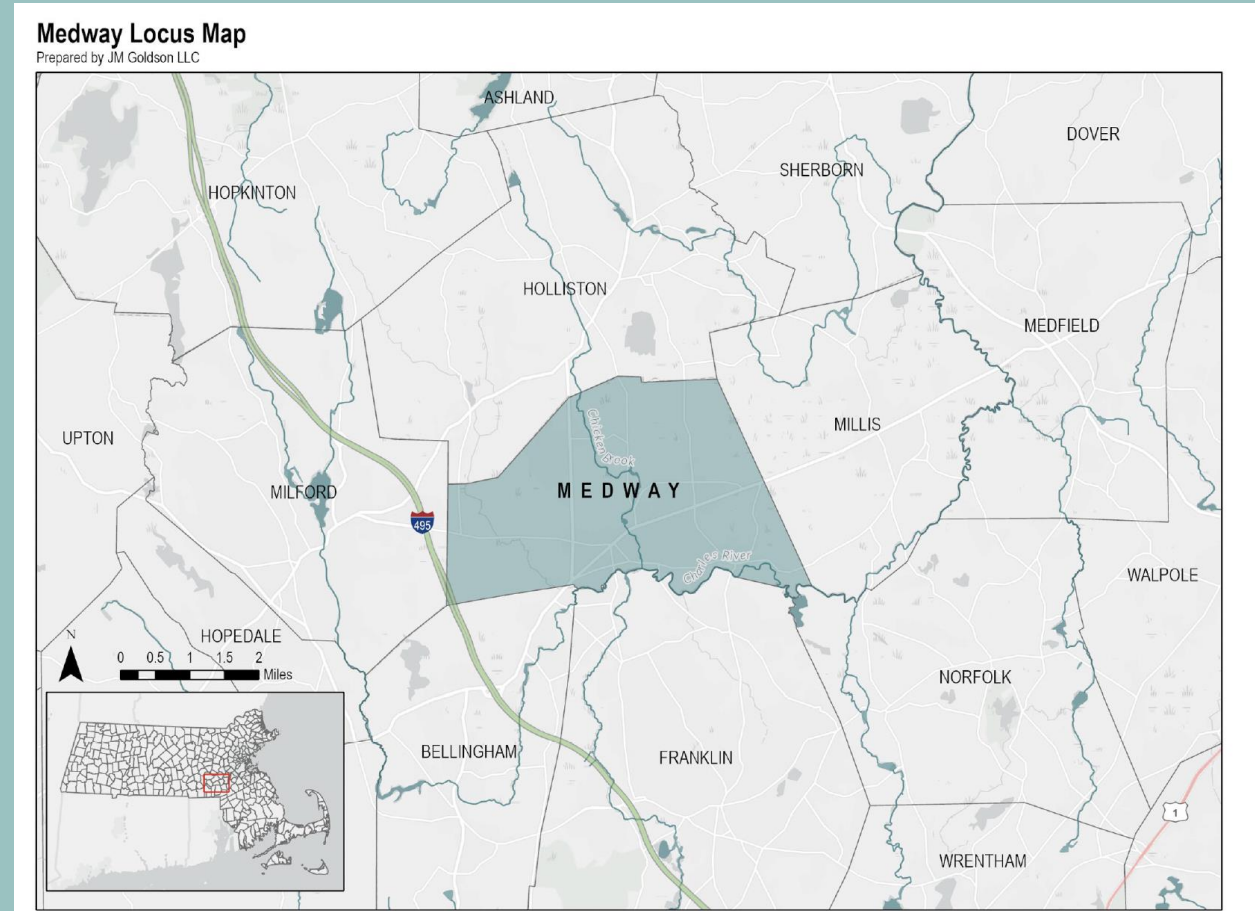 Medway Locus Map
Prepared by JM Goldson LLC
ASHLAND
DOVER
SHERBORN
HOPKINTON
HOLLISTON
MEDFIELD
Chicken Brook
MILLIS
UPTON
MEDWAY
MILFORD
495
Charles River
WALPOLE
HOPEDALE
N
0 0.5 1 1.5 2
Miles
NORFOLK
BELLINGHAM
FRANKLIN
1
WRENTHAM